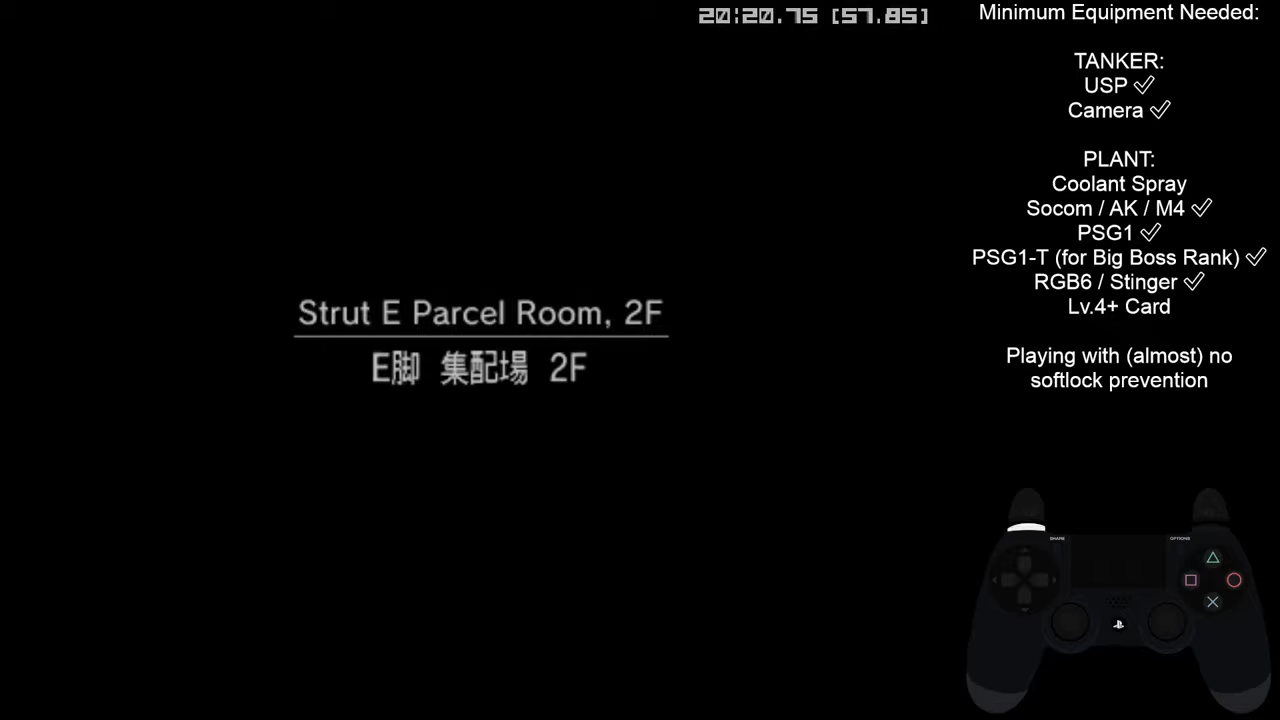 20:20.75 [57.85]
Minimum Equipment Needed:
TANKER:
USP ✓
Camera ✓
PLANT:
Coolant Spray
Socom / AK / M4 ✓
PSG1 ✓
PSG1-T (for Big Boss Rank) ✓
RGB6 / Stinger ✓
Lv.4+ Card
Playing with (almost) no
softlock prevention
Strut E Parcel Room, 2F
E脚 集配場 2F
SHARE
OPTIONS